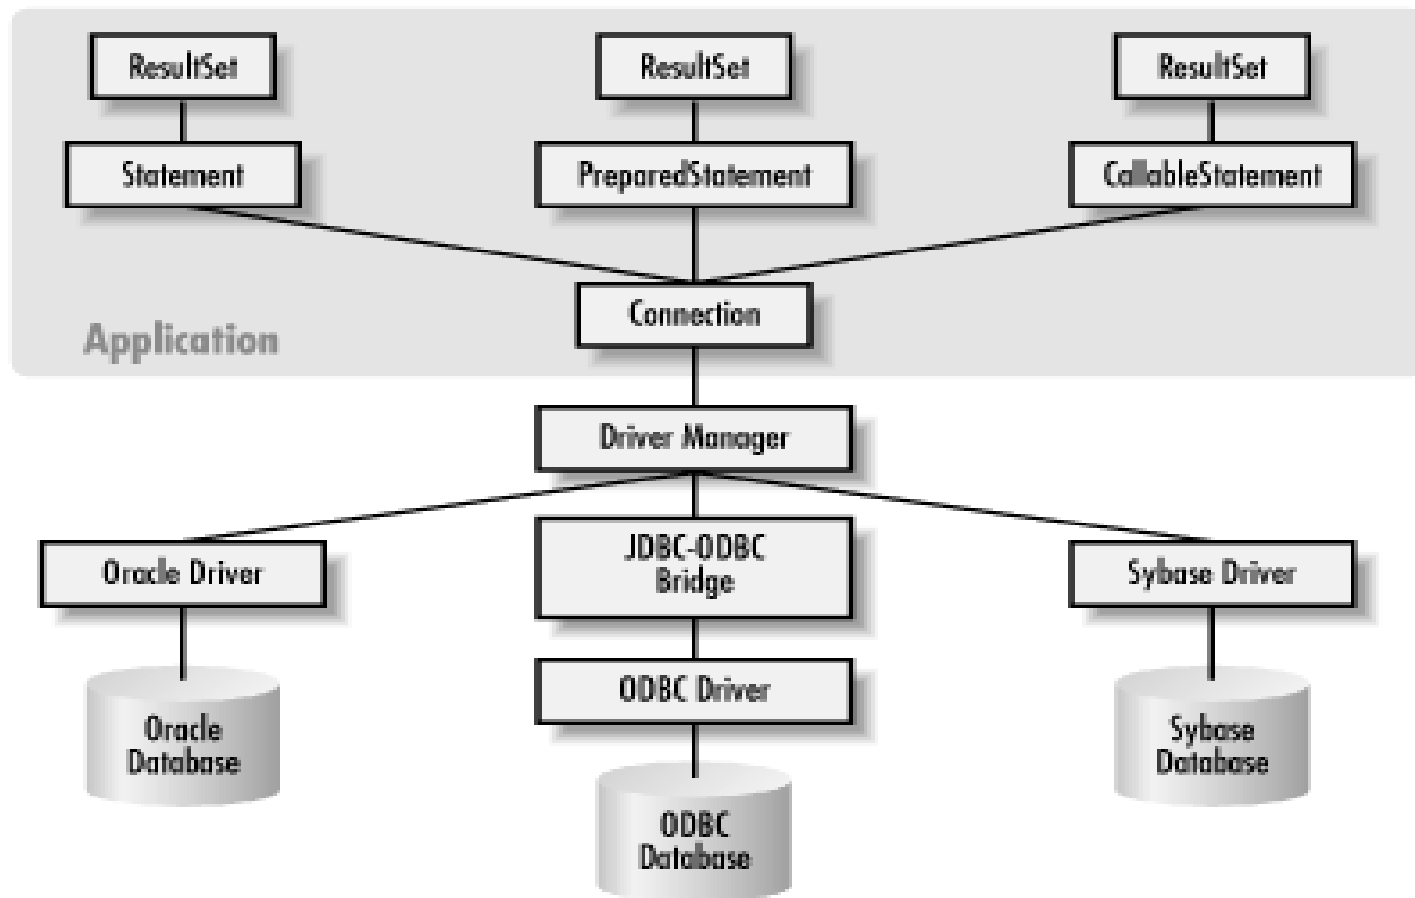 ResultSet
ResultSet
ResultSet
Statement
PreparedStatement
CallableStatement
Connection
Application
Driver Manager
Oracle Driver
JDBC-ODBC
Bridge
Sybase Driver
ODBC Driver
Oracle
Database
Sybase
Database
ODBC
Database